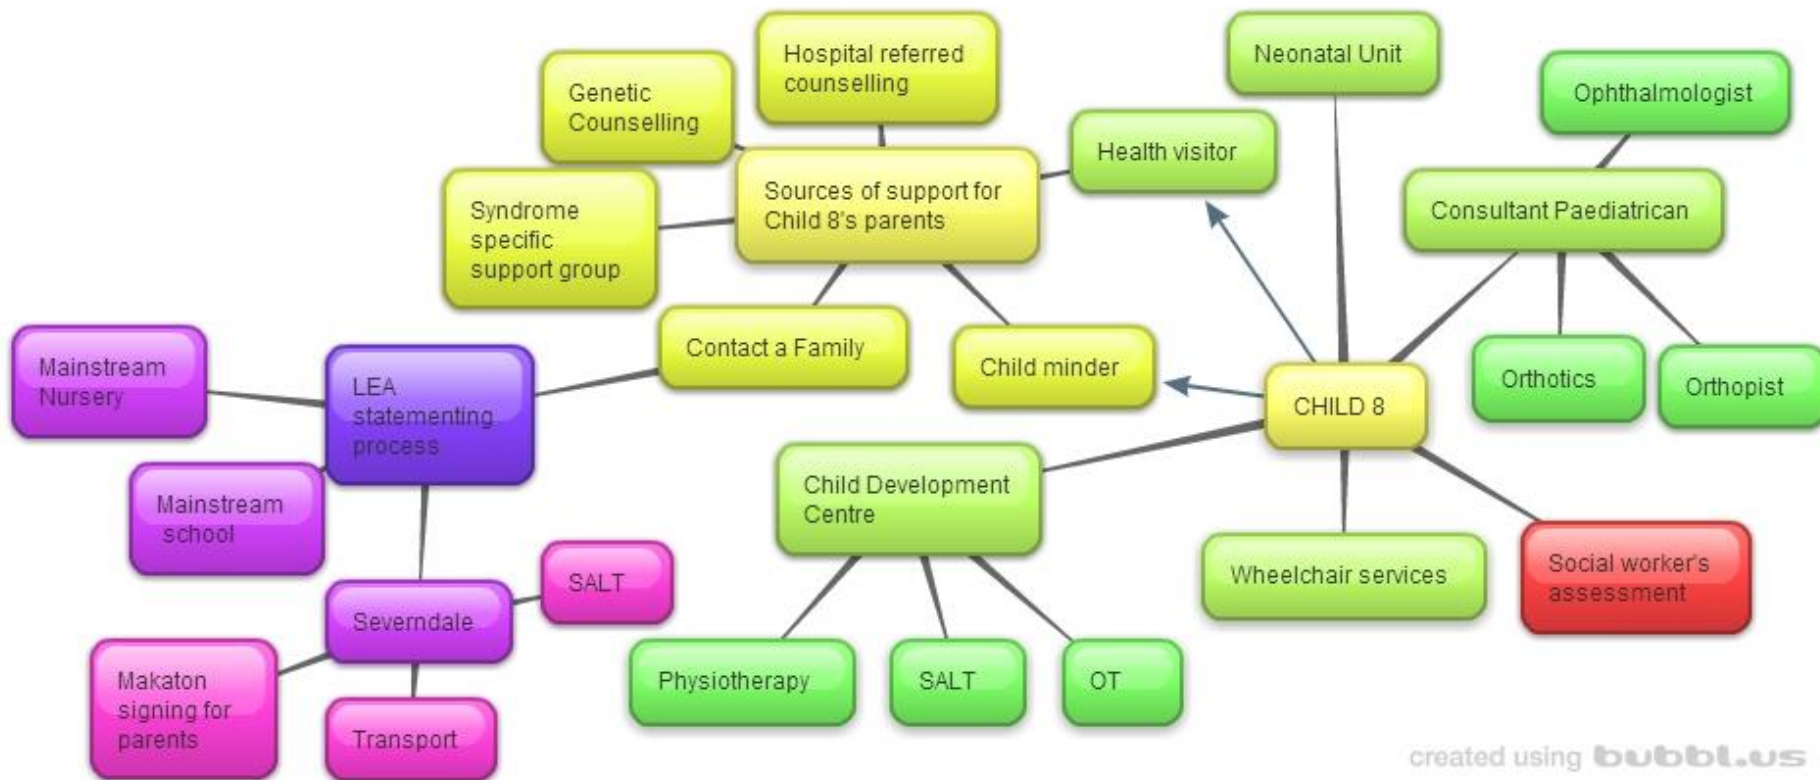 Hospital referred
counselling
Neonatal Unit
Genetic
Counselling
Ophthalmologist
Health visitor
Sources of support for
Child 8's parents
Syndrome
specific
support group
Consultant Paediatrican
Contact a Family
Child minder
Mainstream
Nursery
LEA
statementing
process
CHILD 8
Orthotics
Orthopist
Mainstream
school
Child Development
Centre
Wheelchair services
Social worker's
assessment
SALT
Severndale
Makaton
signing for
parents
Transport
Physiotherapy
SALT
OT
created using bubbl.us